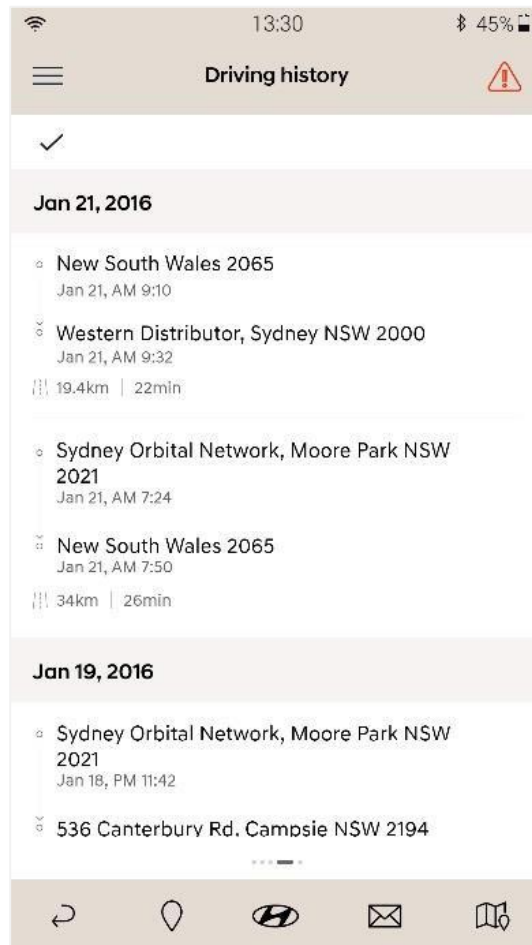 13:30
45%
Driving history
Jan 21, 2016
New South Wales 2065
Jan 21, AM 9:10
Western Distributor, Sydney NSW 2000
Jan 21, AM 9:32
19.4km | 22min
Sydney Orbital Network, Moore Park NSW
2021
Jan 21, AM 7:24
New South Wales 2065
Jan 21, AM 7:50
34km | 26min
Jan 19, 2016
Sydney Orbital Network, Moore Park NSW
2021
Jan 18, PM 11:42
536 Canterbury Rd, Campsie NSW 2194